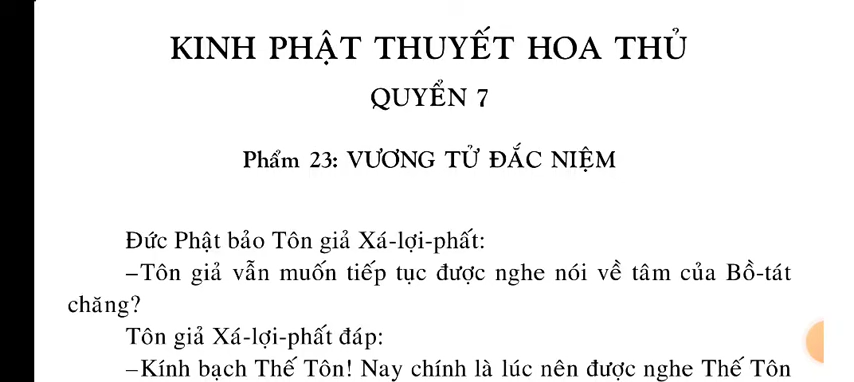 KINH PHẬT THUYẾT HOA THỦ
QUYỂN 7
Phẩm 23: VƯƠNG TỬ ĐẮC NIỆM
Đức Phật bảo Tôn giả Xá-lợi-phất:
–Tôn giả vẫn muốn tiếp tục được nghe nói về tâm của Bồ-tát
chăng?
Tôn giả Xá-lợi-phất đáp:
–Kính bạch Thế Tôn! Nay chính là lúc nên được nghe Thế Tôn